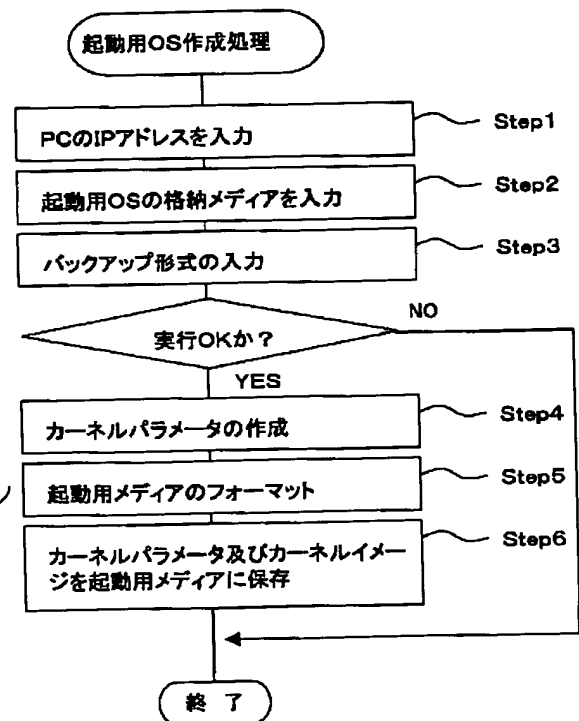 起動用OS作成処理
PCのIPアドレスを入力
Step1
起動用OSの格納メディアを入力
Step2
バックアップ形式の入力
Step3
実行OKか？
NO
YES
カーネルパラメータの作成
Step4
起動用メディアのフォーマット
Step5
カーネルパラメータ及びカーネルイメー
ジを起動用メディアに保存
Step6
終 了